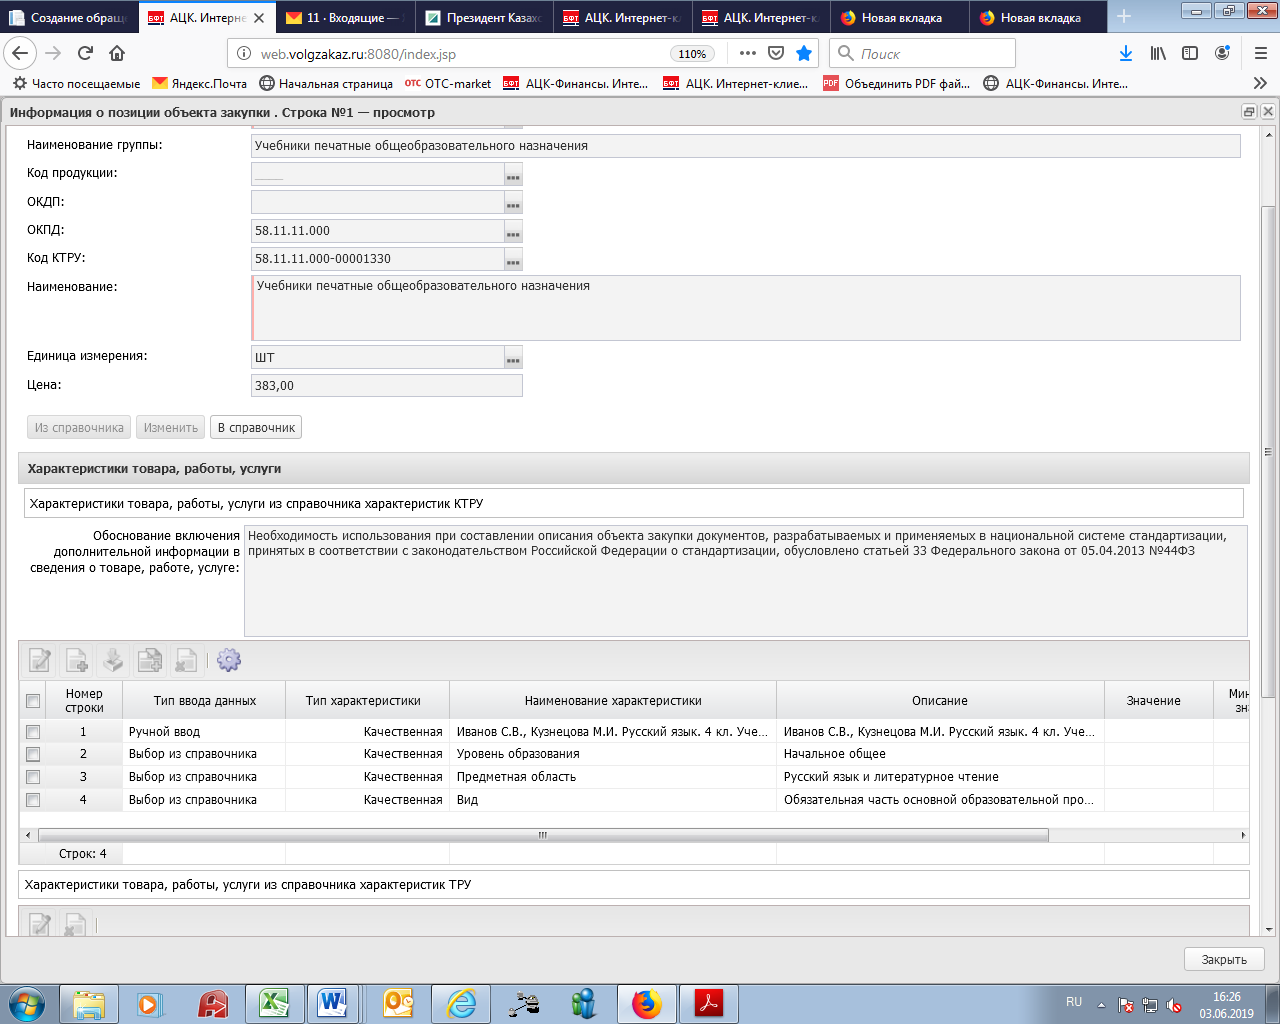 Создание обращ
АЦК. Интерне
11 · Входящие —
Президент Казахс
АЦК. Интернет-кл
АЦК. Интернет-кл
Новая вкладка
Новая вкладка
web.volgzakaz.ru:8080/index.jsp
110%
Поиск
Часто посещаемые
Яндекс.Почта
Начальная страница
ОТС OTC-market
БФТ АЦК-Финансы. Инте...
БФТ АЦК. Интернет-клие...
PDF Объединить PDF фай...
АЦК-Финансы. Инте...
Информация о позиции объекта закупки . Строка №1 — просмотр
Наименование группы: Учебники печатные общеобразовательного назначения
Код продукции:
ОКДП:
ОКПД: 58.11.11.000
Код КТРУ: 58.11.11.000-00001330
Наименование: Учебники печатные общеобразовательного назначения
Единица измерения: ШТ
Цена: 383,00
Из справочника Изменить В справочник
Характеристики товара, работы, услуги
Характеристики товара, работы, услуги из справочника характеристик КТРУ
Обоснование включения дополнительной информации в сведения о товаре, работе, услуге:
Необходимость использования при составлении описания объекта закупки документов, разрабатываемых и применяемых в национальной системе стандартизации,
принятых в соответствии с законодательством Российской Федерации о стандартизации, обусловлено статьей 33 Федерального закона от 05.04.2013 №44ФЗ
Номер строки Тип ввода данных Тип характеристики Наименование характеристики Описание Значение
1 Ручной ввод Качественная Иванов С.В., Кузнецова М.И. Русский язык. 4 кл. Уче... Иванов С.В., Кузнецова М.И. Русский язык. 4 кл. Уче...
2 Выбор из справочника Качественная Уровень образования Начальное общее
3 Выбор из справочника Качественная Предметная область Русский язык и литературное чтение
4 Выбор из справочника Качественная Вид Обязательная часть основной образовательной про...
Строк: 4
Характеристики товара, работы, услуги из справочника характеристик ТРУ
Закрыть
RU
16:26
03.06.2019